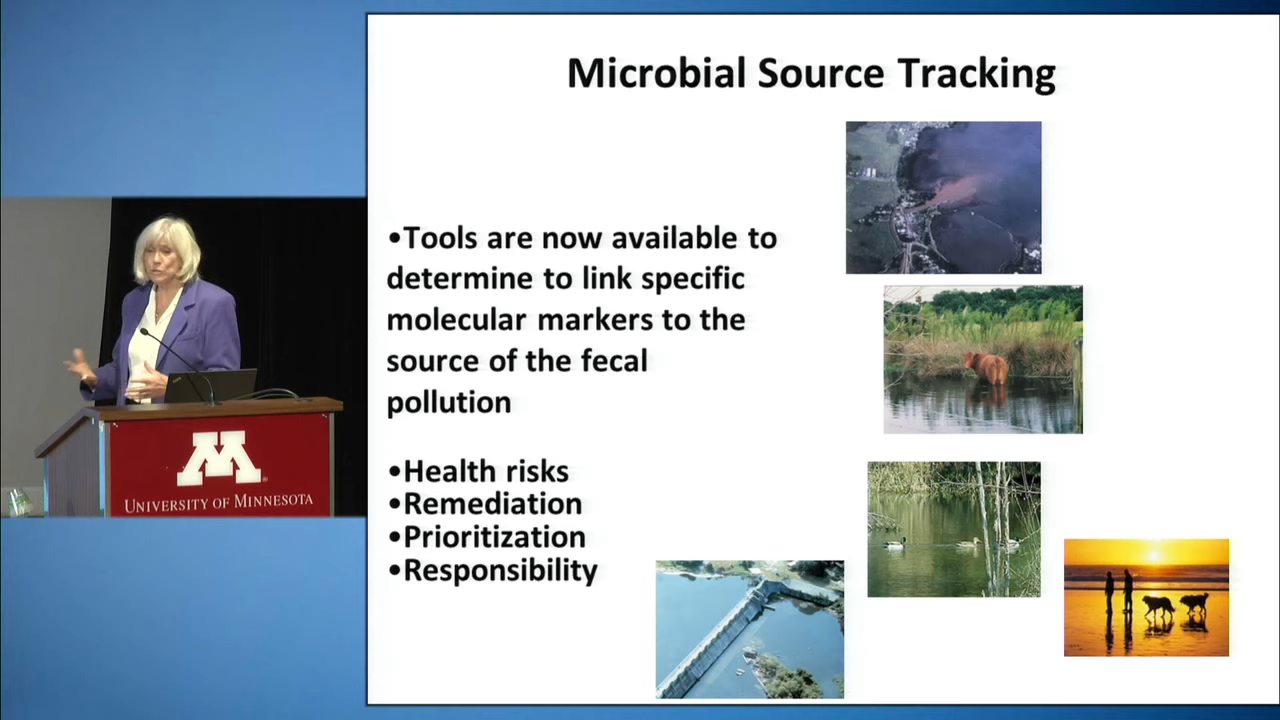 Microbial Source Tracking
•Tools are now available to
determine to link specific
molecular markers to the
source of the fecal
pollution
•Health risks
•Remediation
•Prioritization
•Responsibility
M
UNIVERSITY OF MINNESOTA